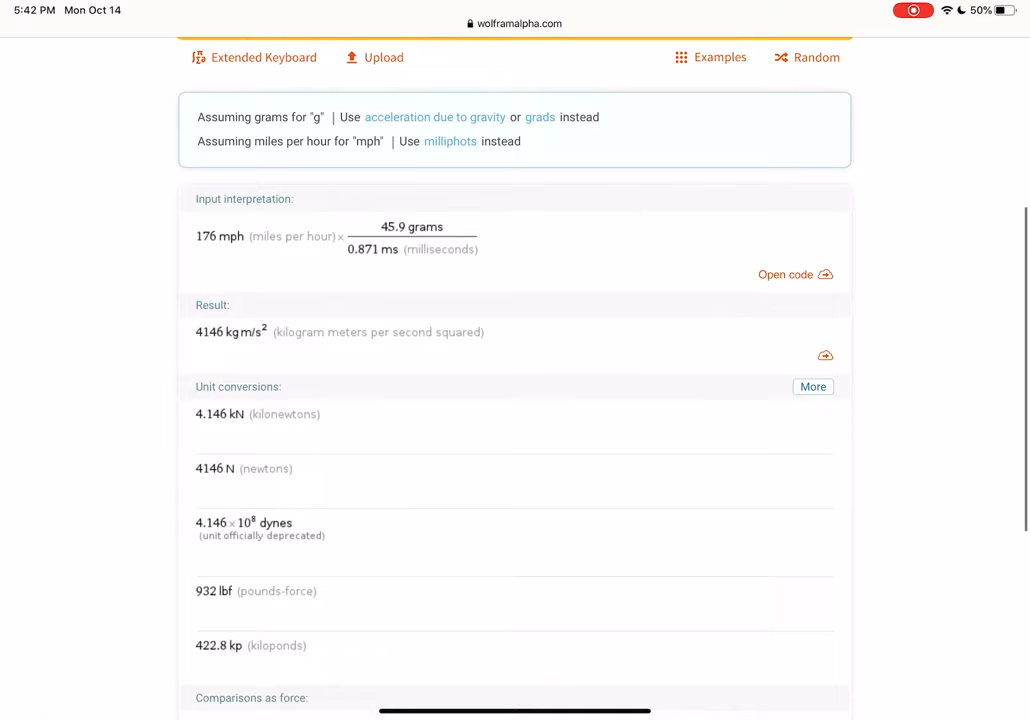 5:42 PM Mon Oct 14
50%
wolframalpha.com
Extended Keyboard Upload Examples Random
Assuming grams for "g" | Use acceleration due to gravity or grads instead
Assuming miles per hour for "mph" | Use milliphots instead
Input interpretation:
176 mph (miles per hour) × 45.9 grams
0.871 ms (milliseconds)
Open code
Result:
4146 kg m/s² (kilogram meters per second squared)
Unit conversions:
More
4.146 kN (kilonewtons)
4146 N (newtons)
4.146 × 10⁸ dynes
(unit officially deprecated)
932 lbf (pounds-force)
422.8 kp (kiloponds)
Comparisons as force: